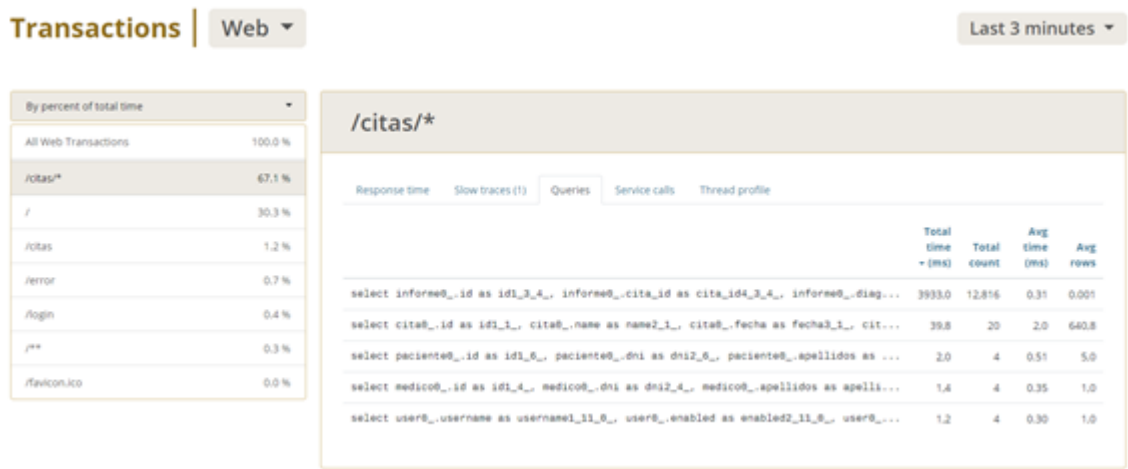 Transactions Web
Last 3 minutes
By percent of total time
All Web Transactions 100.0 %
/citas/* 67.1 %
/ 30.3 %
/citas 1.2 %
/error 0.7 %
/login 0.4 %
/** 0.3 %
/favicon.ico 0.0 %
/citas/*
Response time Slow traces (1) Queries Service calls Thread profile
Total time (ms) Total count Avg time (ms) Avg rows
select informe0_.id as id1_3_4_, informe0_.cita_id as cita_id4_3_4_, informe0_.diag... 3933.0 12,816 0.31 0.001
select cita0_.id as id1_1_, cita0_.name as name2_1_, cita0_.fecha as fecha3_1_, cit... 39.8 20 2.0 640.8
select paciente0_.id as id1_6_, paciente0_.dni as dni2_6_, paciente0_.apellidos as ... 2.0 4 0.51 5.0
select medico0_.id as id1_4_, medico0_.dni as dni2_4_, medico0_.apellidos as apelli... 1.4 4 0.35 1.0
select user0_.username as username1_11_0_, user0_.enabled as enabled2_11_0_, user0_... 1.2 4 0.30 1.0